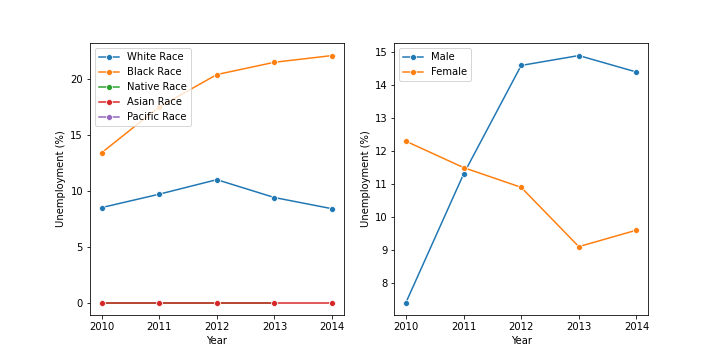 White Race
Black Race
Native Race
Asian Race
Pacific Race
20
15
10
5
0
Unemployment (%)
2010 2011 2012 2013 2014
Year
Male
Female
15
14
13
12
11
10
9
8
Unemployment (%)
2010 2011 2012 2013 2014
Year